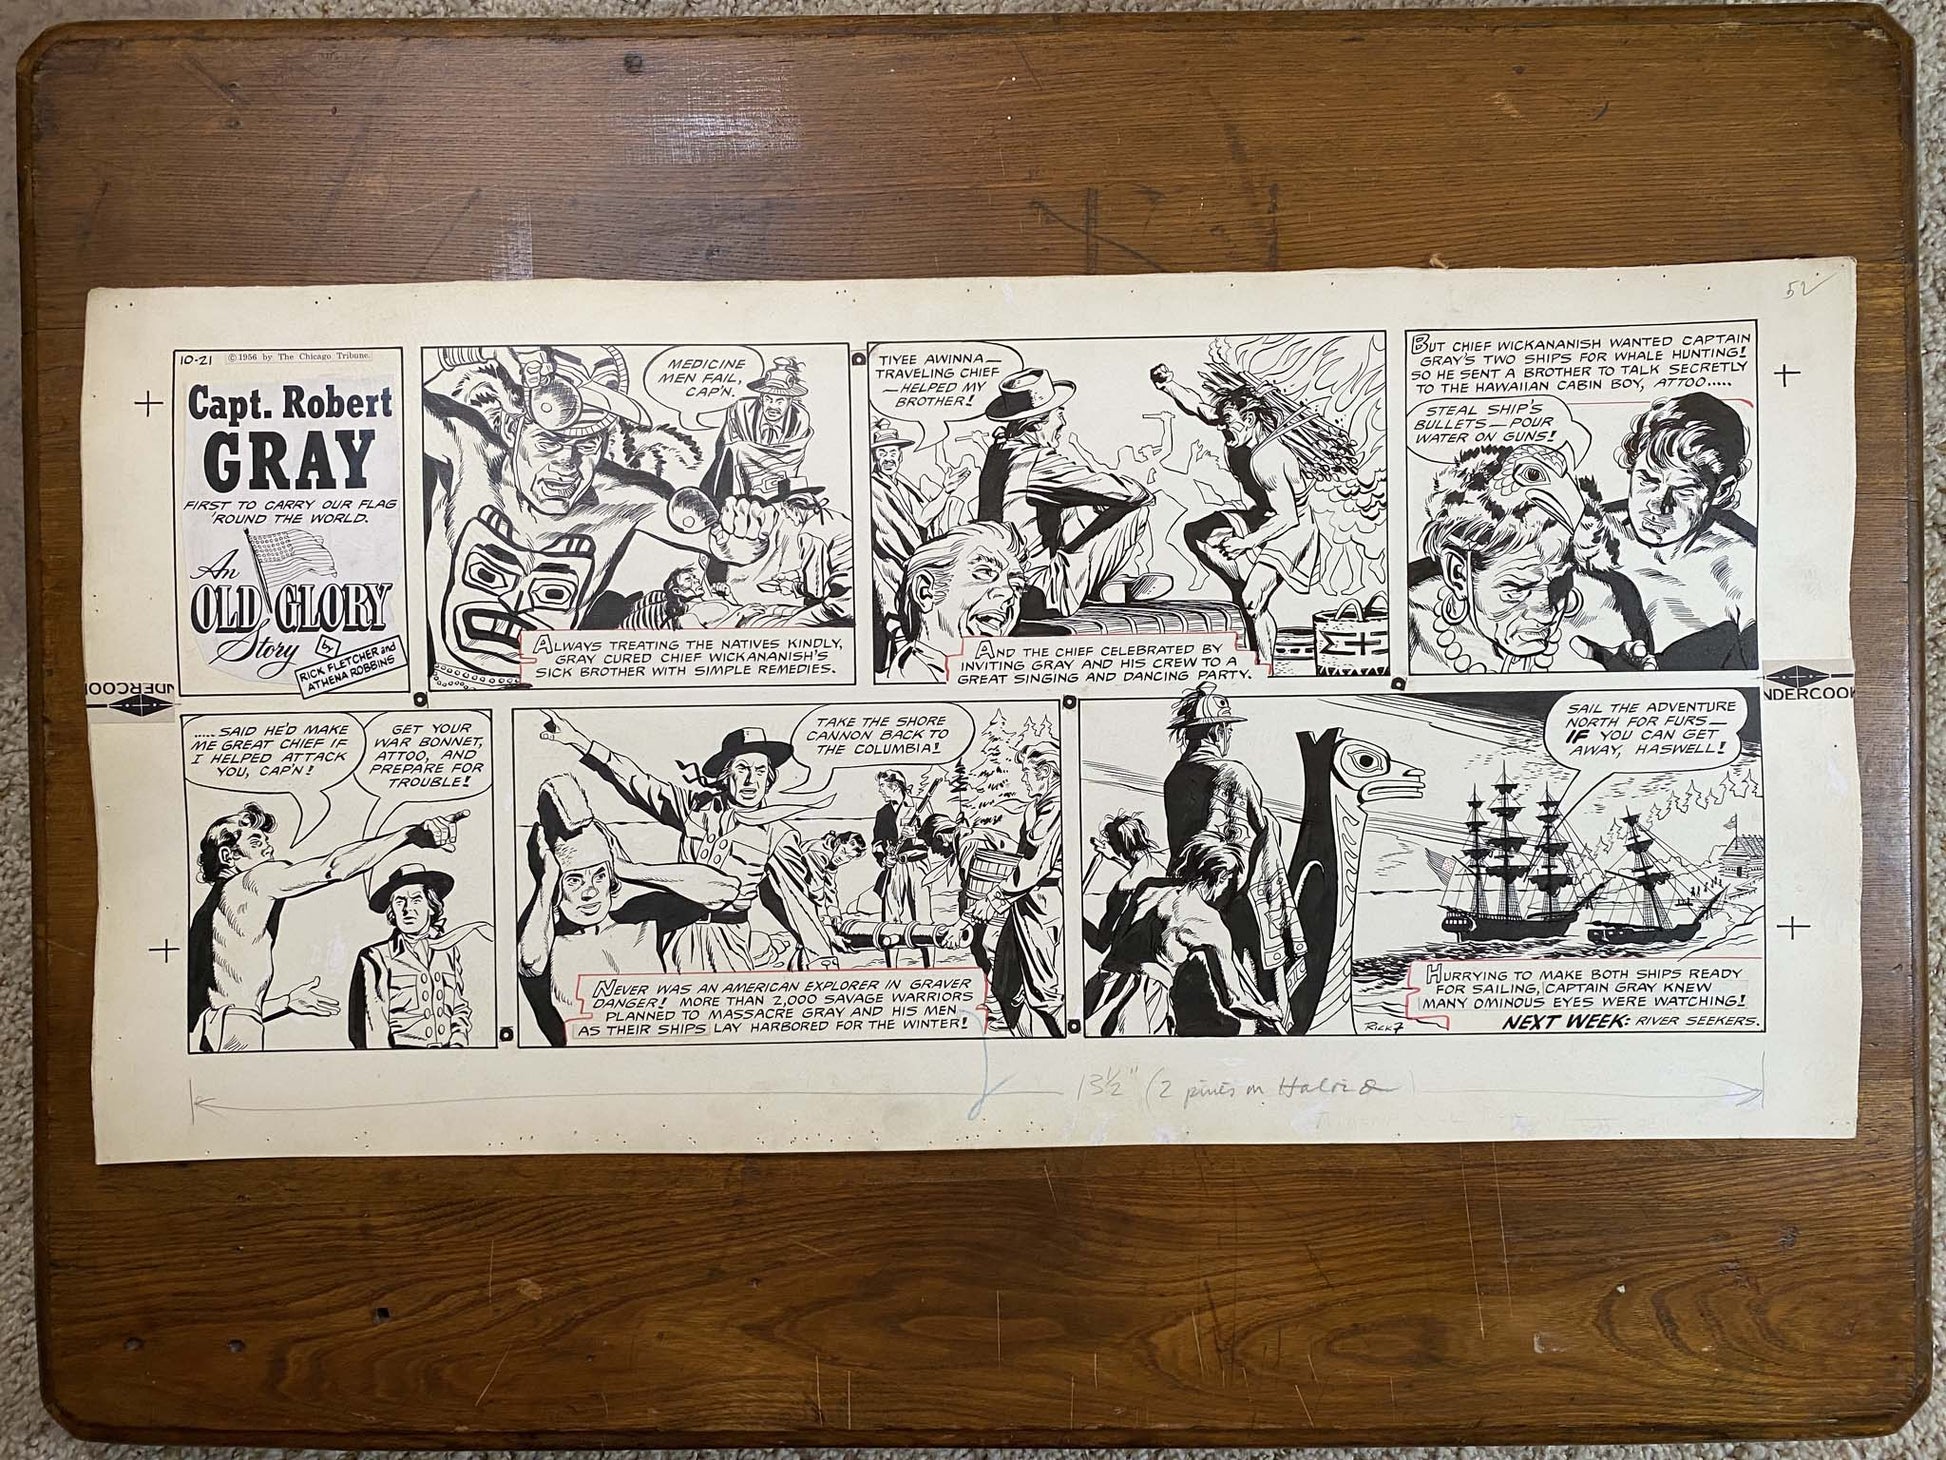 52
10-21 © 1956 by The Chicago Tribune.
Capt. Robert
GRAY
FIRST TO CARRY OUR FLAG
'ROUND THE WORLD.
An
OLD GLORY
Story
by
RICK FLETCHER and
ATHENA ROBBINS
MEDICINE
MEN FAIL,
CAP'N.
ALWAYS TREATING THE NATIVES KINDLY,
GRAY CURED CHIEF WICKANANISH'S
SICK BROTHER WITH SIMPLE REMEDIES.
TIYEE AWINNA—
TRAVELING CHIEF
—HELPED MY
BROTHER!
AND THE CHIEF CELEBRATED BY
INVITING GRAY AND HIS CREW TO A
GREAT SINGING AND DANCING PARTY.
BUT CHIEF WICKANANISH WANTED CAPTAIN
GRAY'S TWO SHIPS FOR WHALE HUNTING!
SO HE SENT A BROTHER TO TALK SECRETLY
TO THE HAWAIIAN CABIN BOY, ATTOO.....
STEAL SHIP'S
BULLETS—POUR
WATER ON GUNS!
NDERCOOK
NDERCOOK
..... SAID HE'D MAKE
ME GREAT CHIEF IF
I HELPED ATTACK
YOU, CAP'N!
GET YOUR
WAR BONNET,
ATTOO, AND
PREPARE FOR
TROUBLE!
TAKE THE SHORE
CANNON BACK TO
THE COLUMBIA!
NEVER WAS AN AMERICAN EXPLORER IN GRAVER
DANGER! MORE THAN 2,000 SAVAGE WARRIORS
PLANNED TO MASSACRE GRAY AND HIS MEN
AS THEIR SHIPS LAY HARBORED FOR THE WINTER!
SAIL THE ADVENTURE
NORTH FOR FURS—
IF YOU CAN GET
AWAY, HASWELL!
HURRYING TO MAKE BOTH SHIPS READY
FOR SAILING, CAPTAIN GRAY KNEW
MANY OMINOUS EYES WERE WATCHING!
RICK F
NEXT WEEK: RIVER SEEKERS.
13½" (2 on